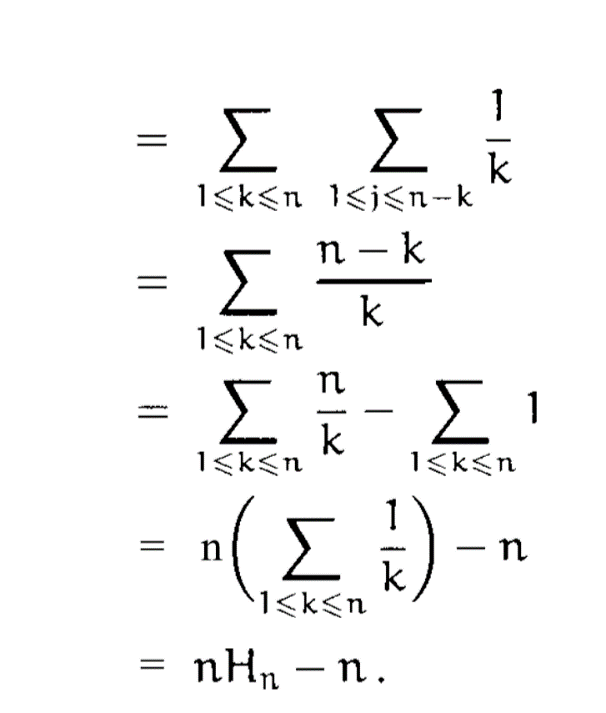 = ∑_{1⩽k⩽n} ∑_{1⩽j⩽n−k} 1/k
= ∑_{1⩽k⩽n} (n − k)/k
= ∑_{1⩽k⩽n} n/k − ∑_{1⩽k⩽n} 1
= n(∑_{1⩽k⩽n} 1/k) − n
= nH_n − n.